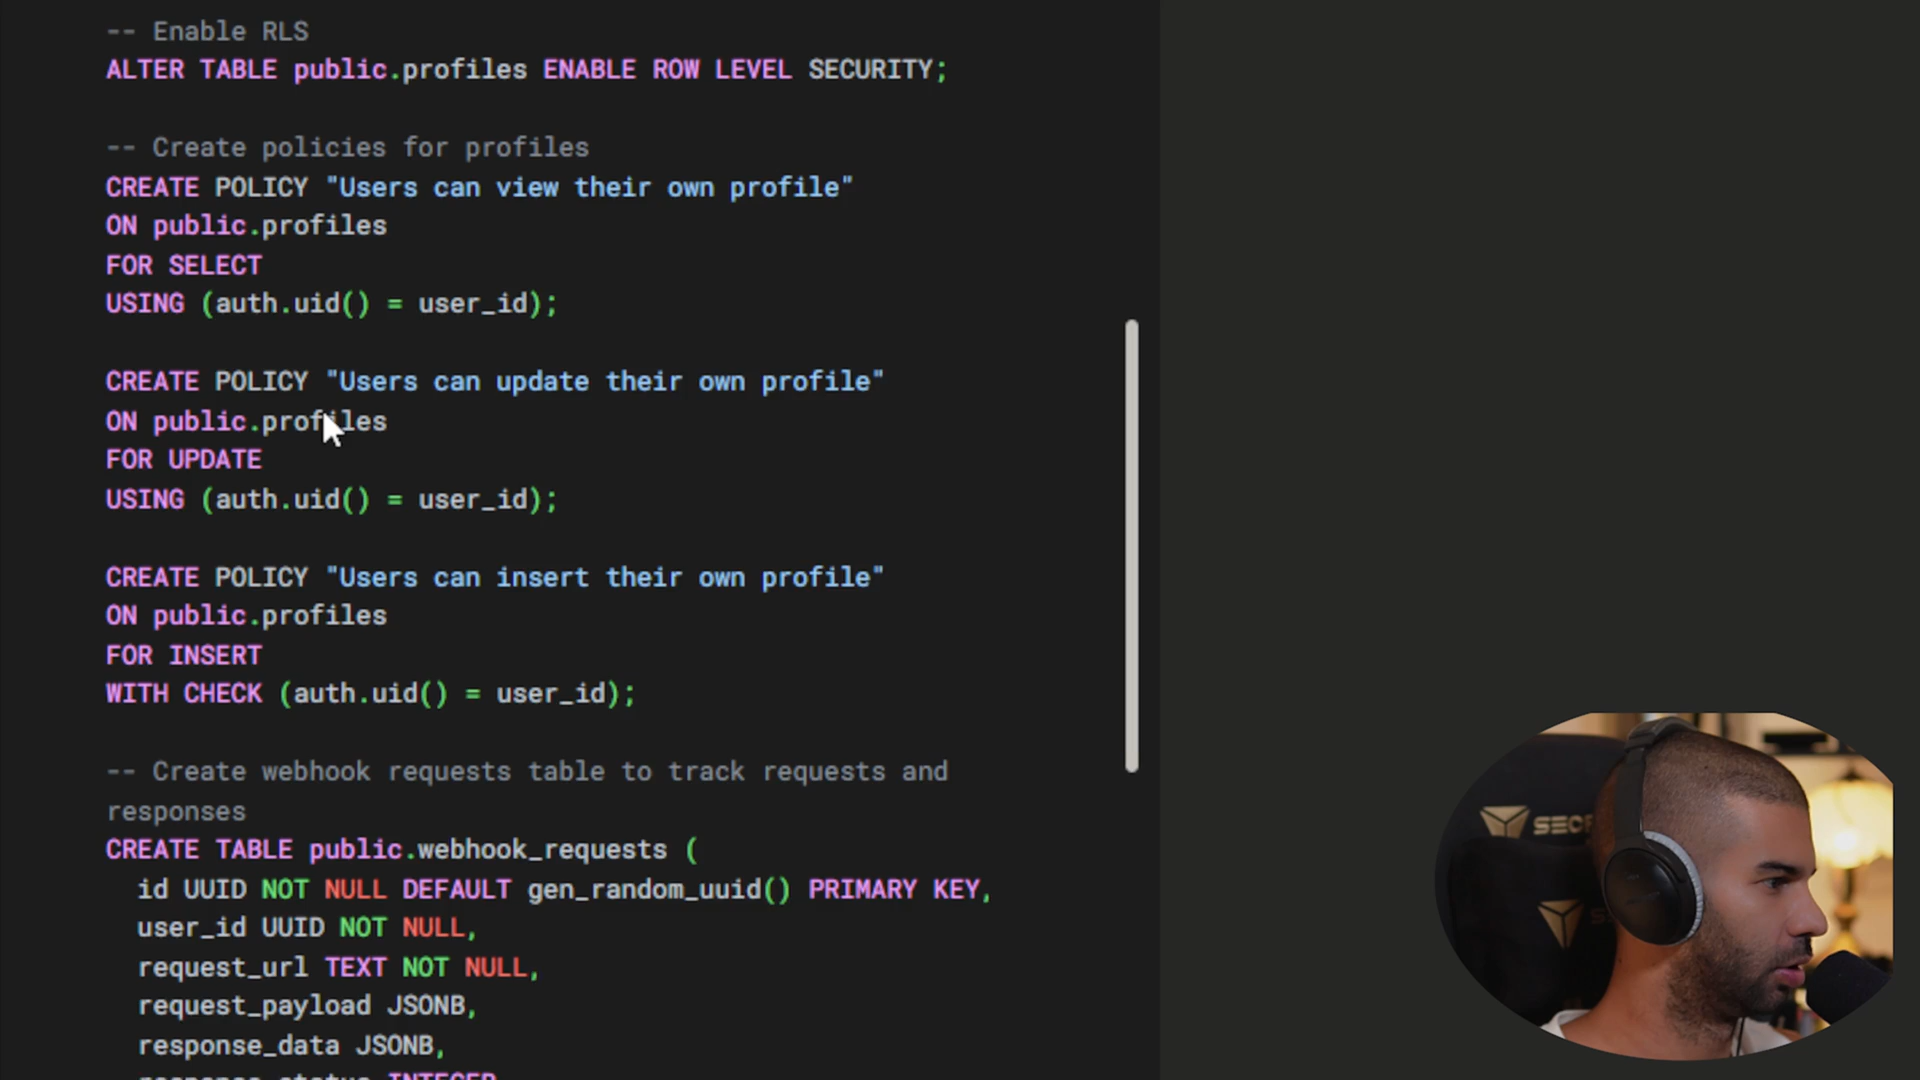 -- Enable RLS
ALTER TABLE public.profiles ENABLE ROW LEVEL SECURITY;
-- Create policies for profiles
CREATE POLICY "Users can view their own profile"
ON public.profiles
FOR SELECT
USING (auth.uid() = user_id);
CREATE POLICY "Users can update their own profile"
ON public.profiles
FOR UPDATE
USING (auth.uid() = user_id);
CREATE POLICY "Users can insert their own profile"
ON public.profiles
FOR INSERT
WITH CHECK (auth.uid() = user_id);
-- Create webhook requests table to track requests and
responses
CREATE TABLE public.webhook_requests (
id UUID NOT NULL DEFAULT gen_random_uuid() PRIMARY KEY,
user_id UUID NOT NULL,
request_url TEXT NOT NULL,
request_payload JSONB,
response_data JSONB,
response_status INTEGER